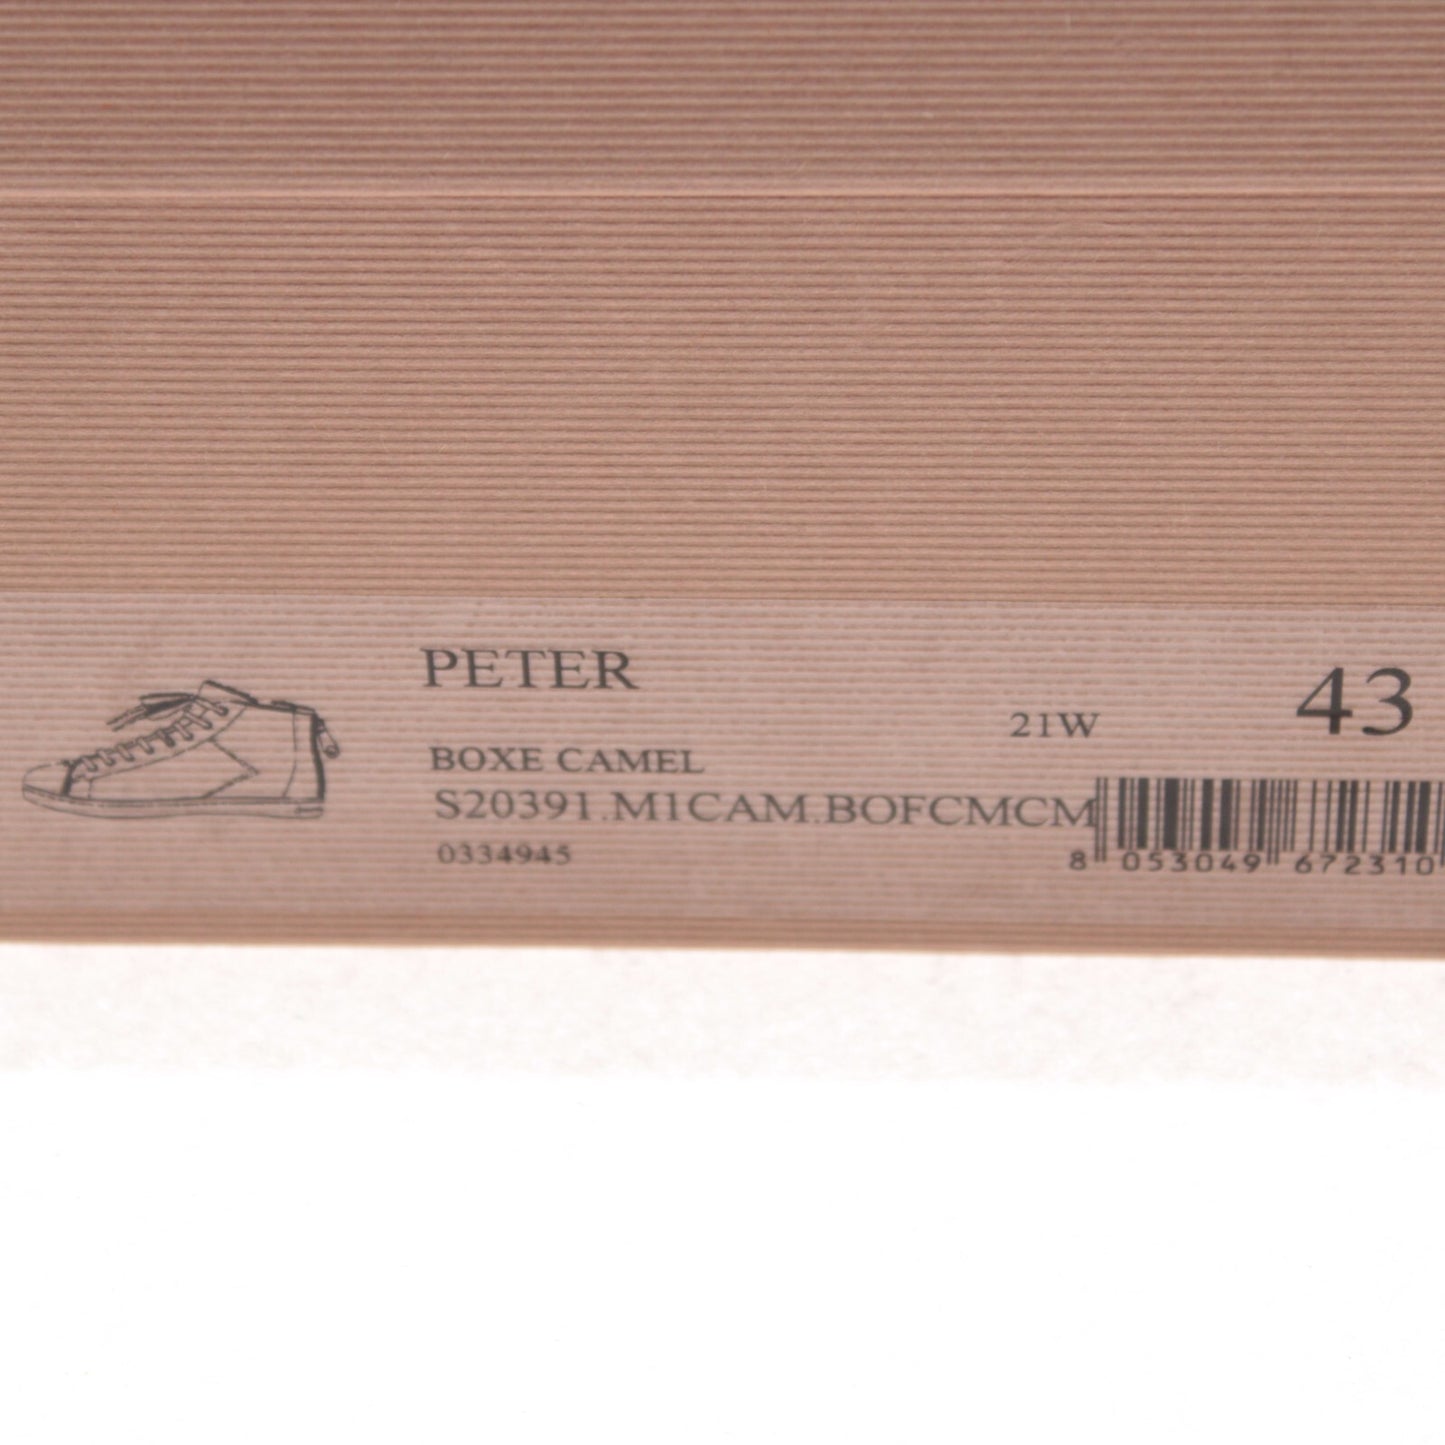 PETER
21W
43
BOXE CAMEL
S20391.M1CAM.BOFCMCM
0334945
8 053049 672310